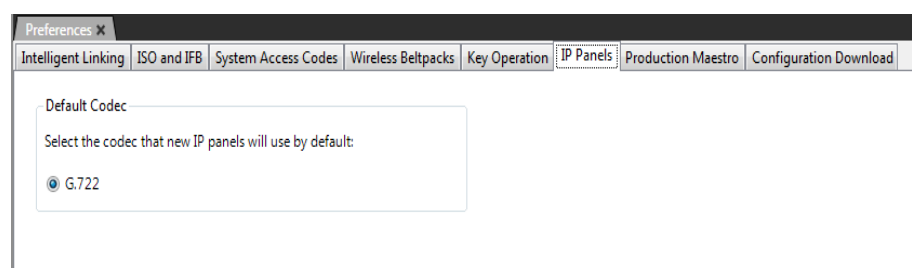 Preferences ✕
Intelligent Linking ISO and IFB System Access Codes Wireless Beltpacks Key Operation IP Panels Production Maestro Configuration Download
Default Codec
Select the codec that new IP panels will use by default:
G.722